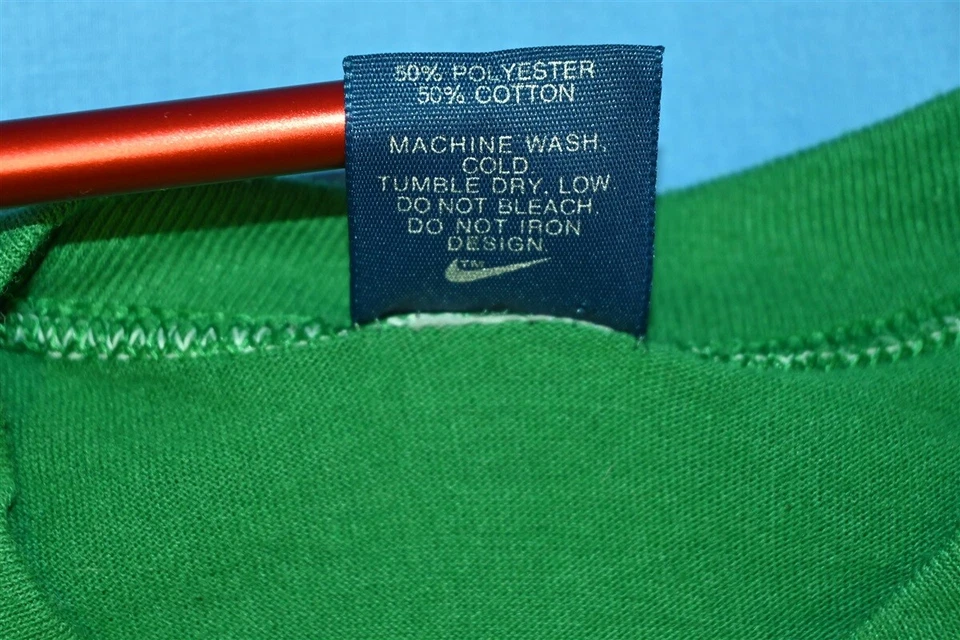 50% POLYESTER
50% COTTON
MACHINE WASH,
COLD
TUMBLE DRY, LOW
DO NOT BLEACH,
DO NOT IRON
DESIGN.
TM